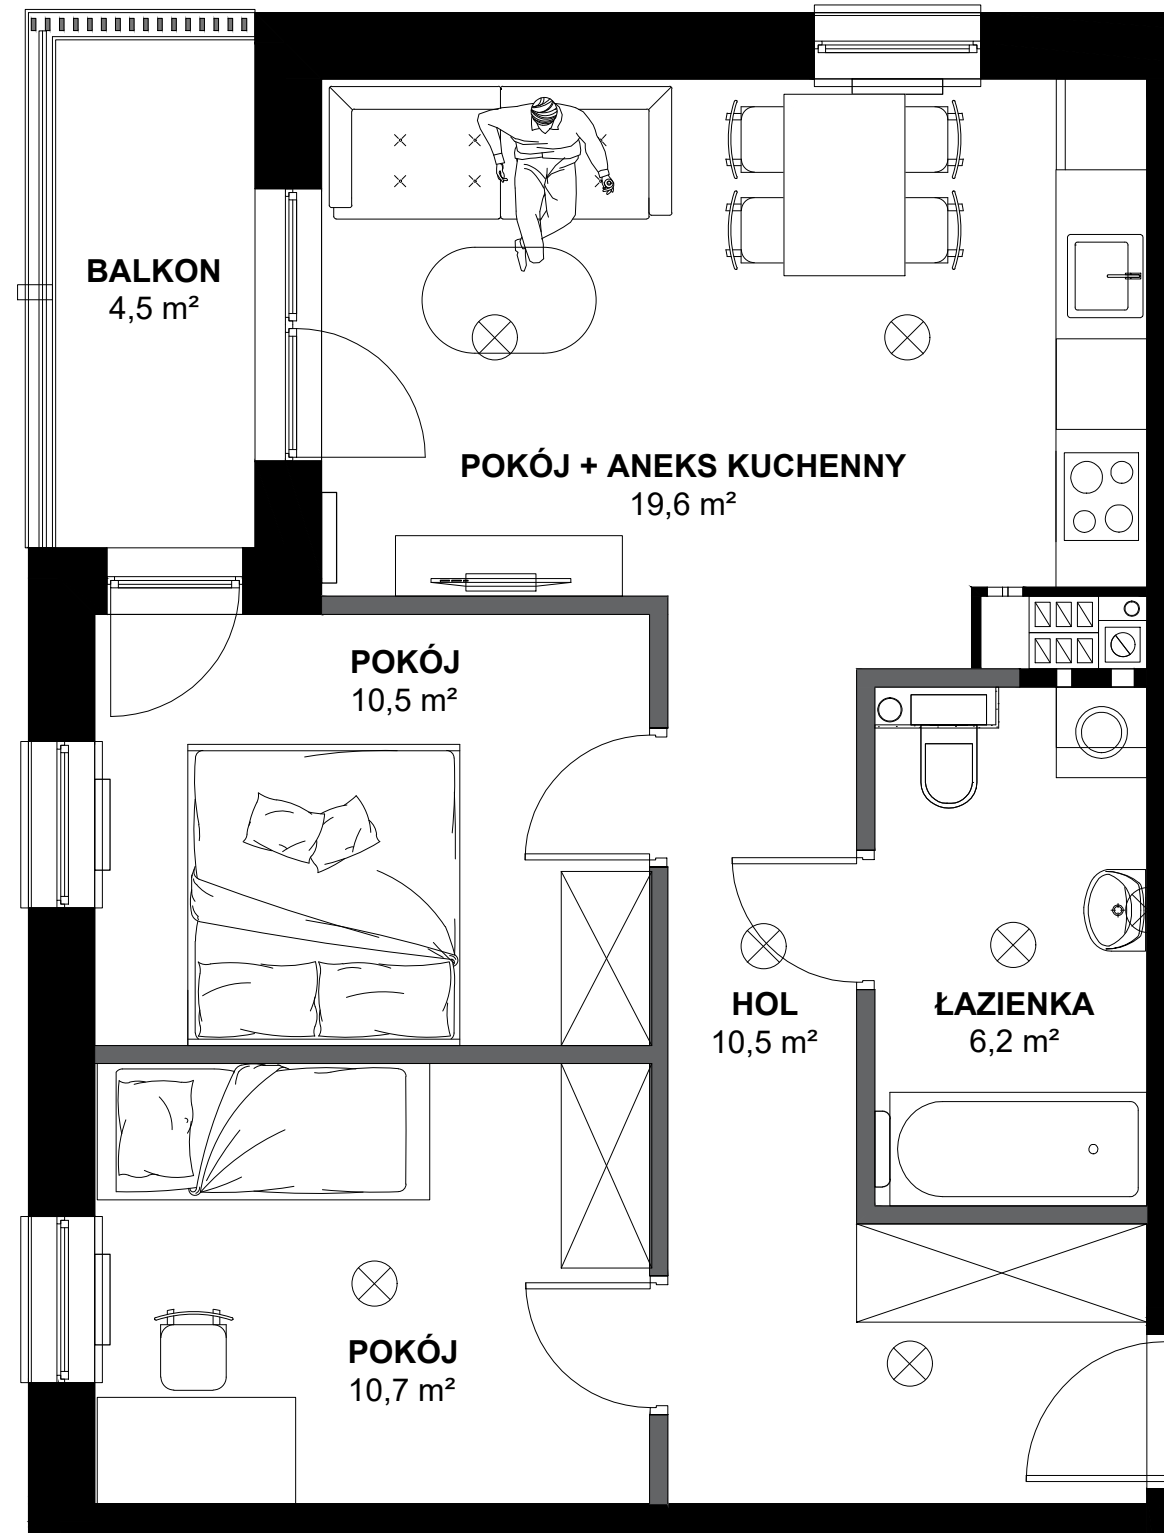 BALKON
4,5 m²
POKÓJ + ANEKS KUCHENNY
19,6 m²
POKÓJ
10,5 m²
HOL
10,5 m²
ŁAZIENKA
6,2 m²
POKÓJ
10,7 m²